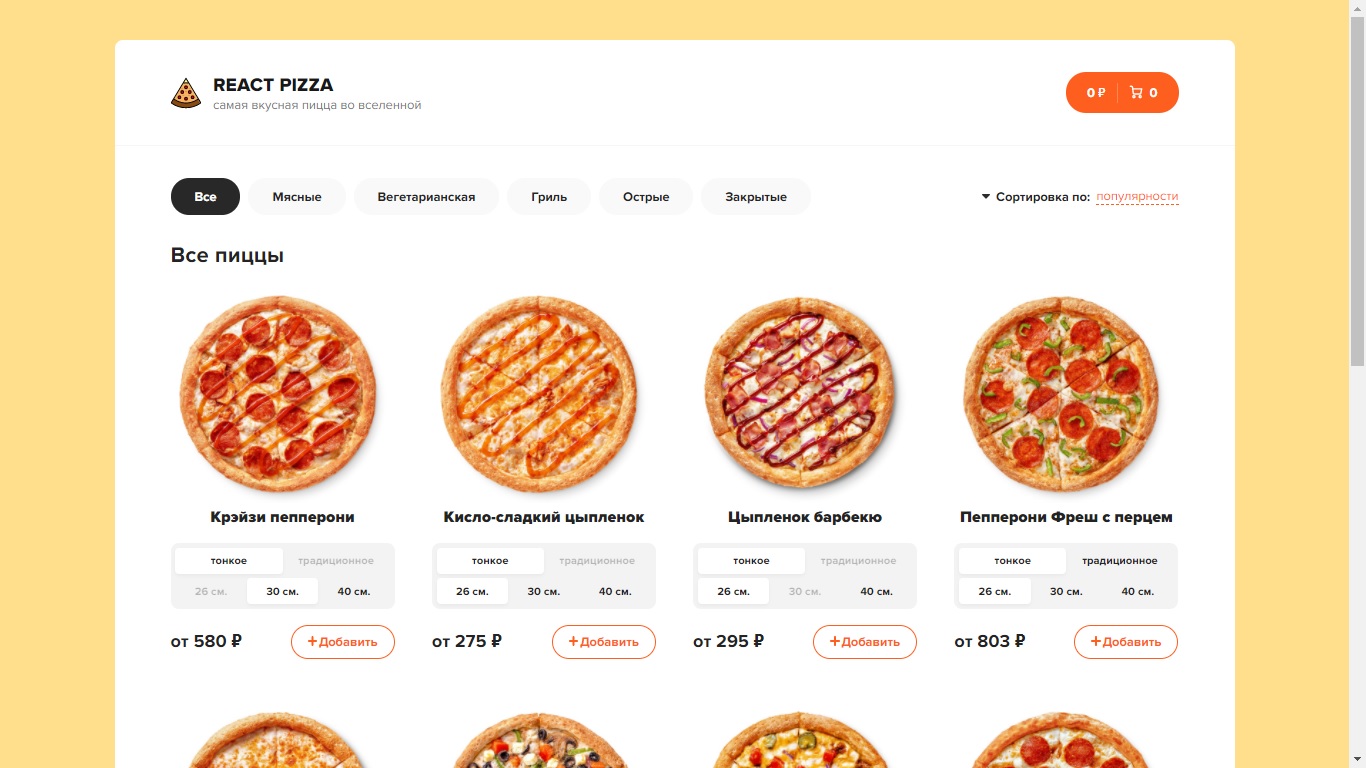 REACT PIZZA
самая вкусная пицца во вселенной
0 ₽ 0
Все Мясные Вегетарианская Гриль Острые Закрытые Сортировка по: популярности
Все пиццы
Крэйзи пепперони Кисло-сладкий цыпленок Цыпленок барбекю Пепперони Фреш с перцем
тонкое традиционное тонкое традиционное тонкое традиционное тонкое традиционное
26 см. 30 см. 40 см. 26 см. 30 см. 40 см. 26 см. 30 см. 40 см. 26 см. 30 см. 40 см.
от 580 ₽ +Добавить от 275 ₽ +Добавить от 295 ₽ +Добавить от 803 ₽ +Добавить